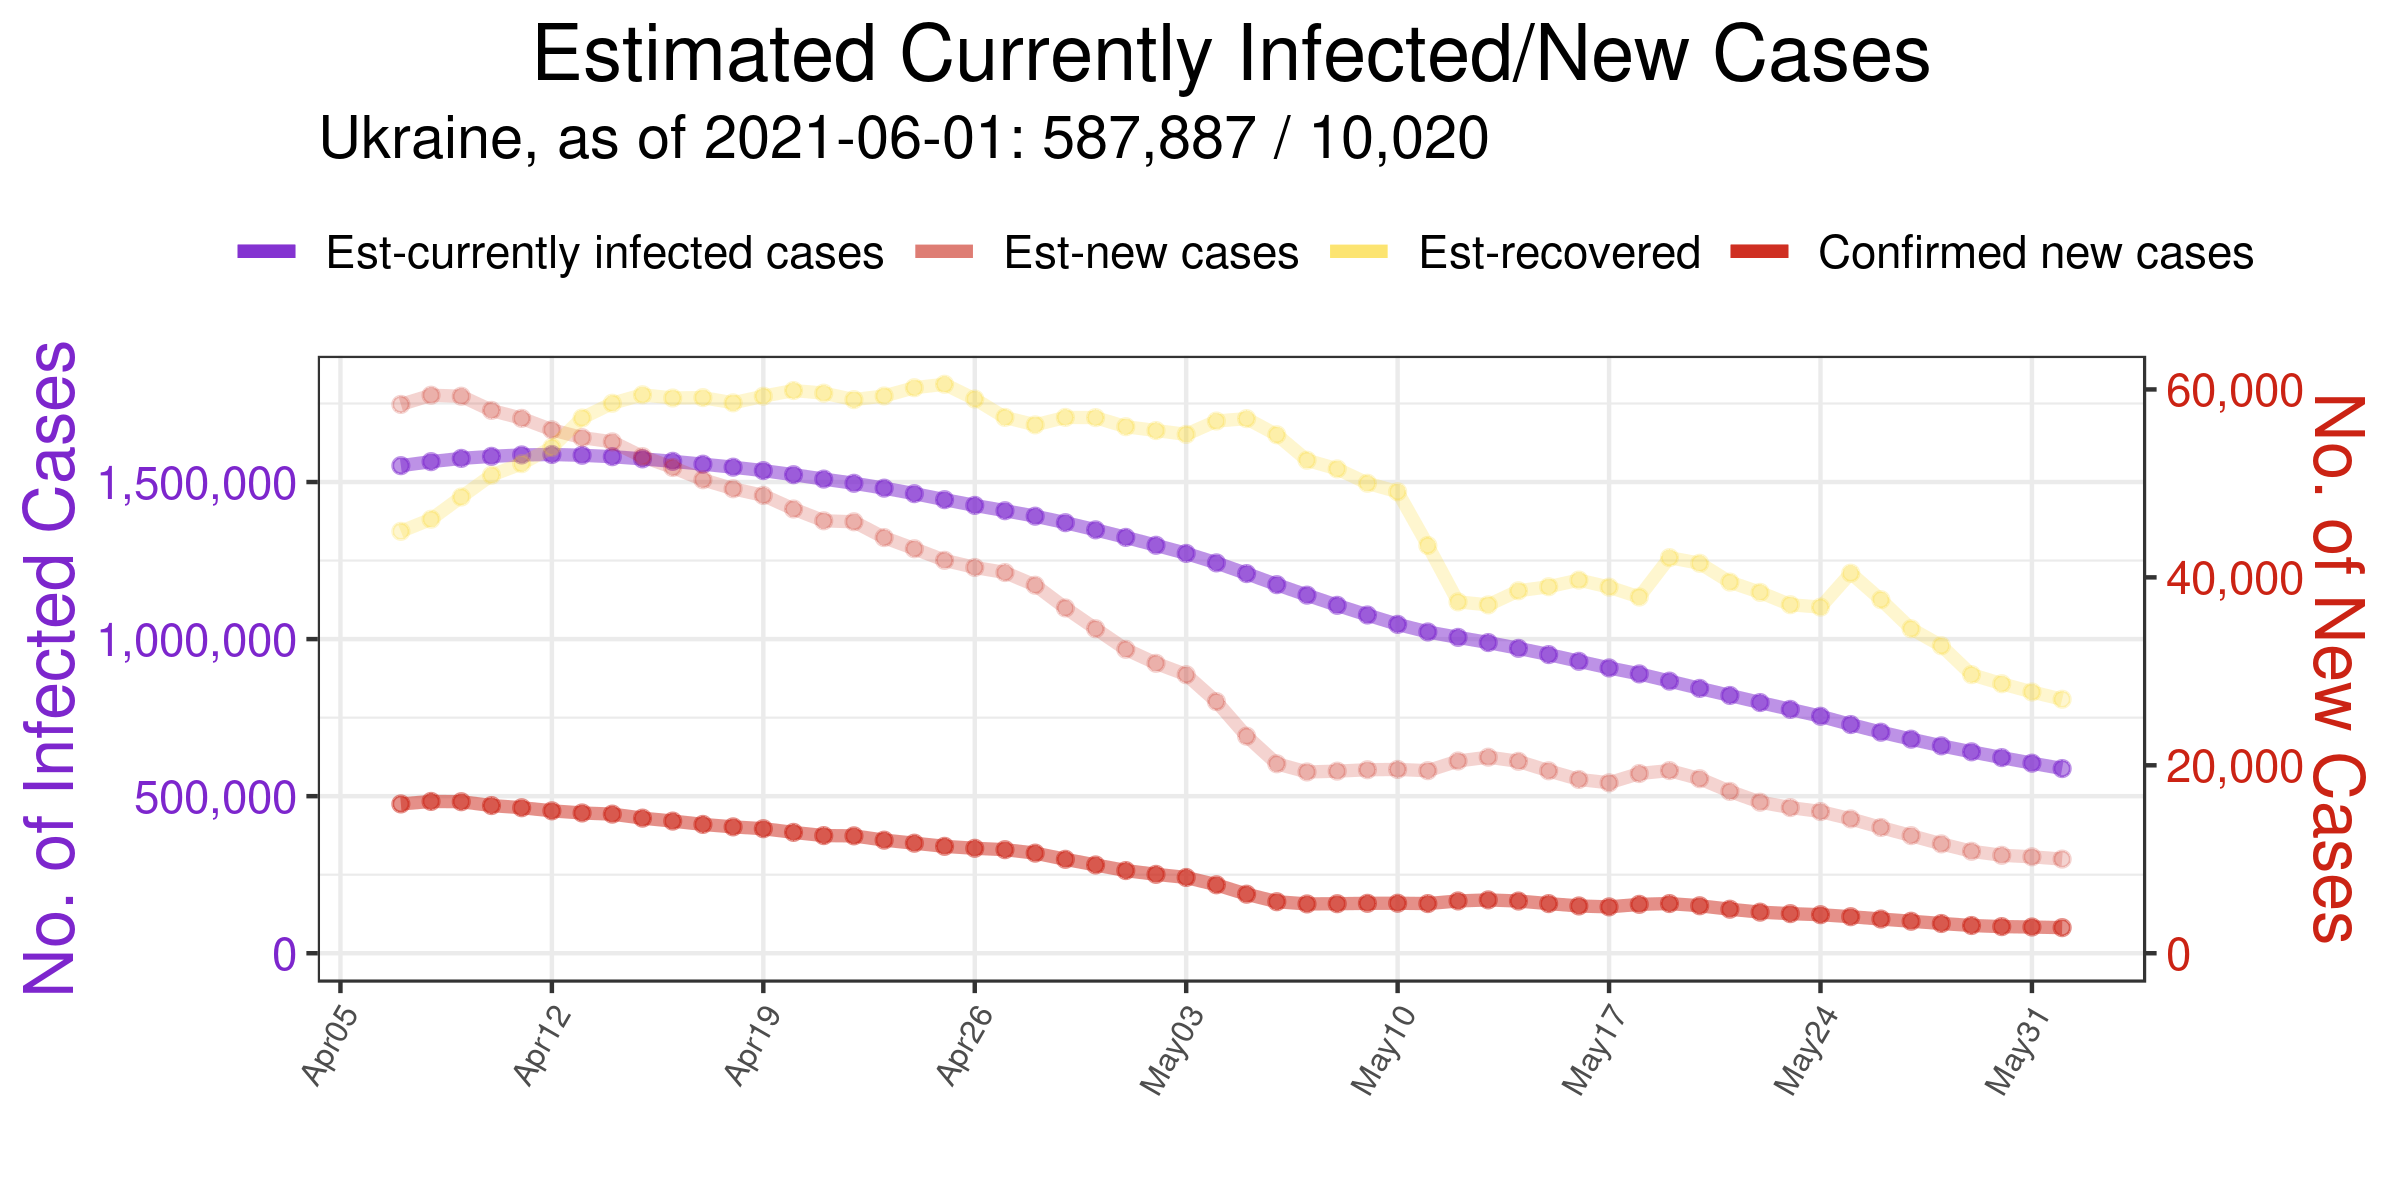 Estimated Currently Infected/New Cases
Ukraine, as of 2021-06-01: 587,887 / 10,020
Est-currently infected cases Est-new cases Est-recovered Confirmed new cases
No. of Infected Cases
1,500,000
1,000,000
500,000
0
60,000
40,000
20,000
0
No. of New Cases
Apr05 Apr12 Apr19 Apr26 May03 May10 May17 May24 May31